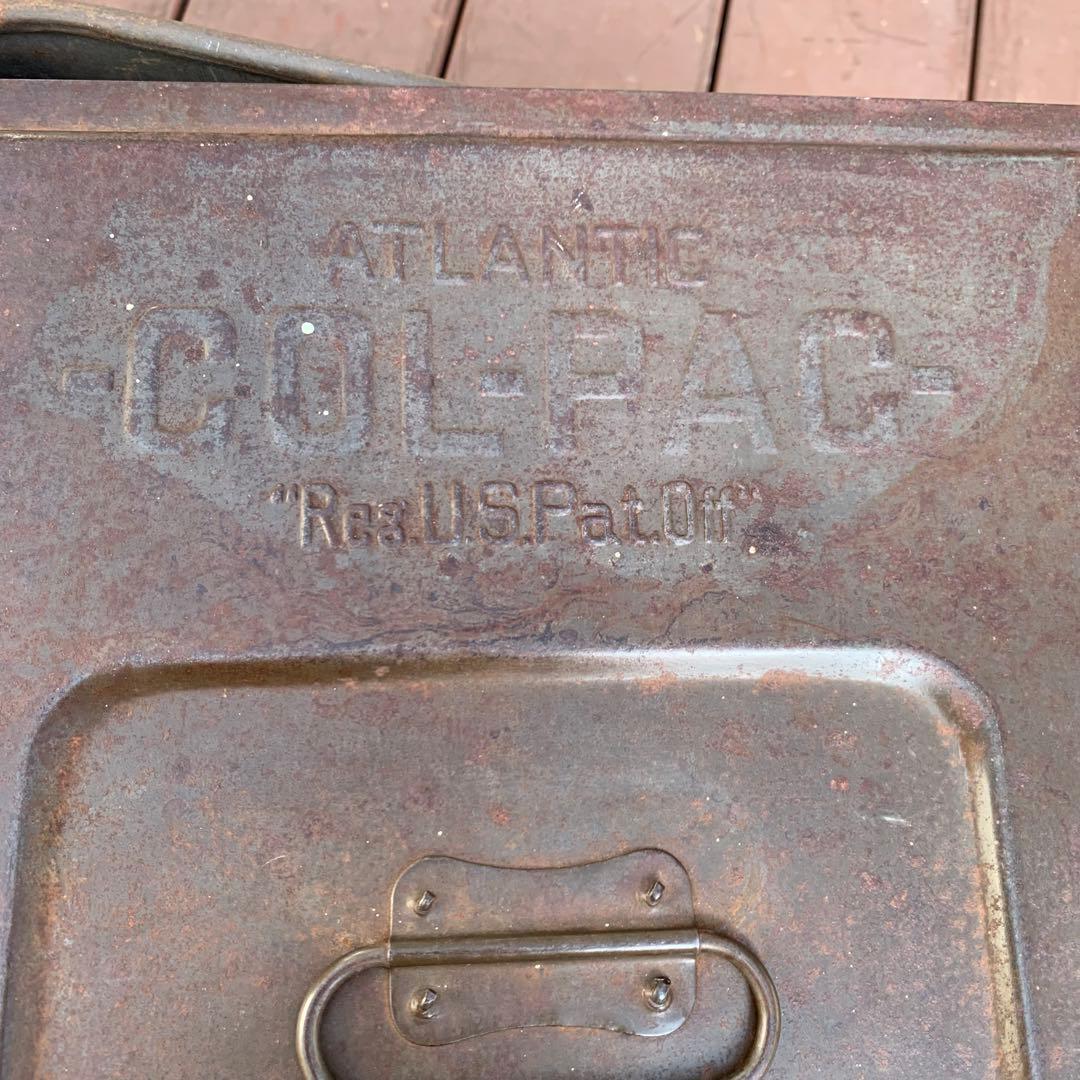 ATLANTIC
-COL-PAC-
"Reg.U.S.Pat.Off"